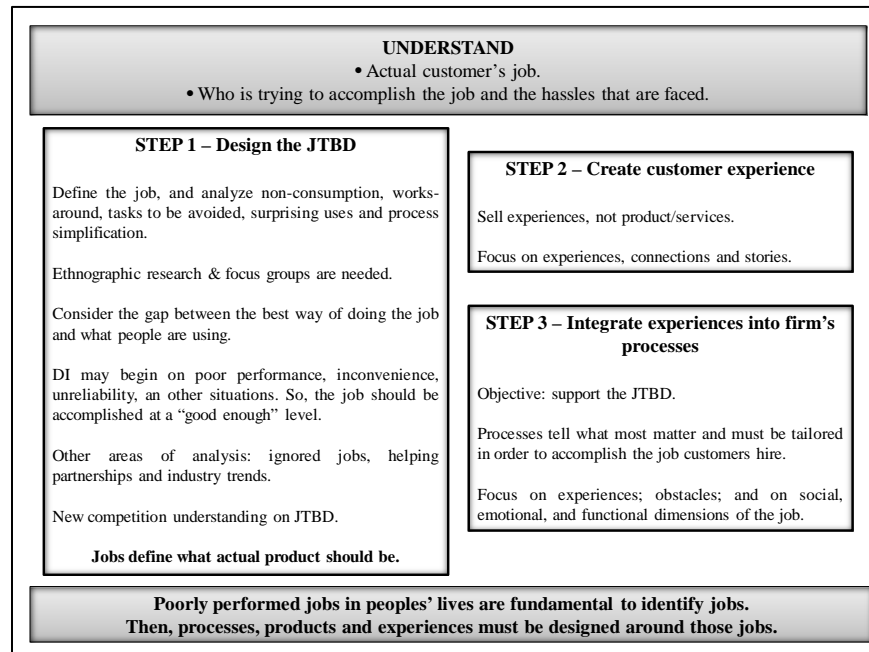 UNDERSTAND
• Actual customer's job.
• Who is trying to accomplish the job and the hassles that are faced.
STEP 1 – Design the JTBD
Define the job, and analyze non-consumption, works-
around, tasks to be avoided, surprising uses and process
simplification.
Ethnographic research & focus groups are needed.
Consider the gap between the best way of doing the job
and what people are using.
DI may begin on poor performance, inconvenience,
unreliability, an other situations. So, the job should be
accomplished at a “good enough” level.
Other areas of analysis: ignored jobs, helping
partnerships and industry trends.
New competition understanding on JTBD.
Jobs define what actual product should be.
STEP 2 – Create customer experience
Sell experiences, not product/services.
Focus on experiences, connections and stories.
STEP 3 – Integrate experiences into firm's
processes
Objective: support the JTBD.
Processes tell what most matter and must be tailored
in order to accomplish the job customers hire.
Focus on experiences; obstacles; and on social,
emotional, and functional dimensions of the job.
Poorly performed jobs in peoples' lives are fundamental to identify jobs.
Then, processes, products and experiences must be designed around those jobs.